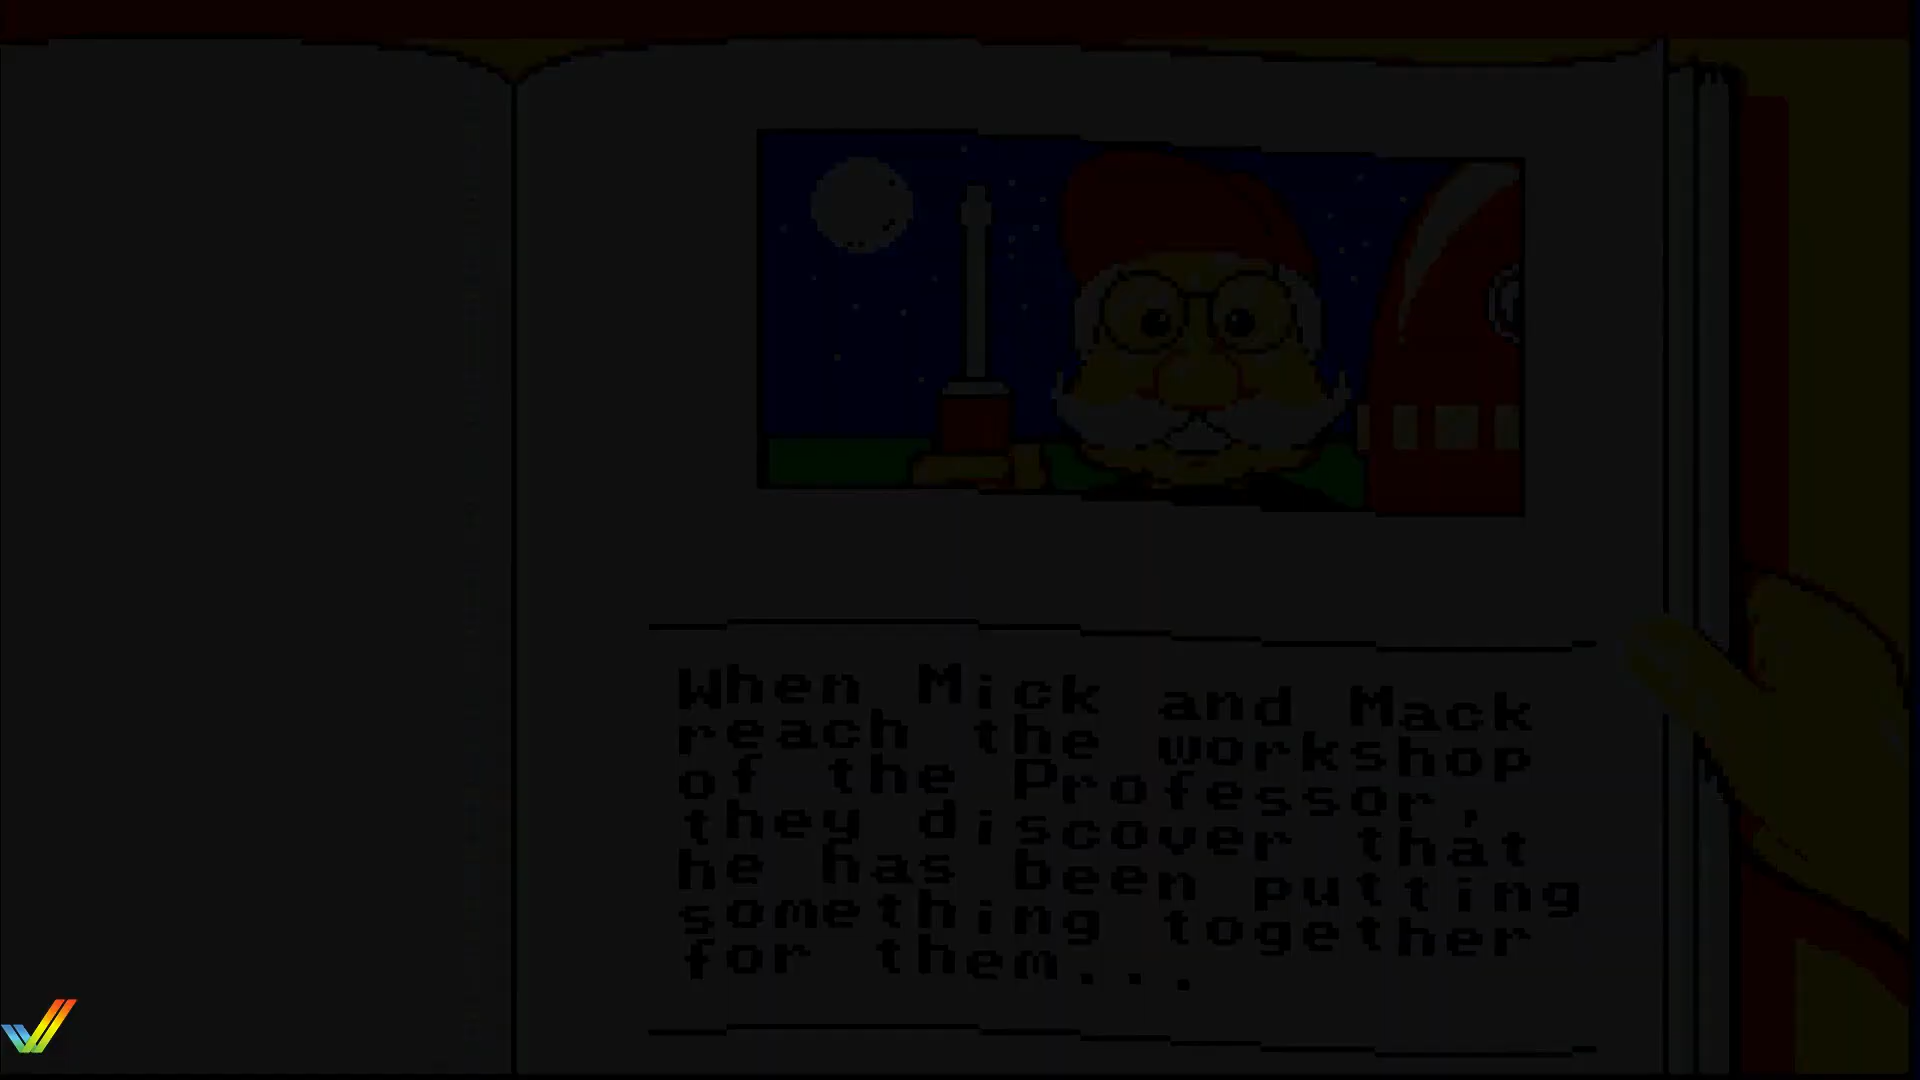 When Mick and Mack
reach the workshop
of the Professor,
they discover that
he has been putting
something together
for them...